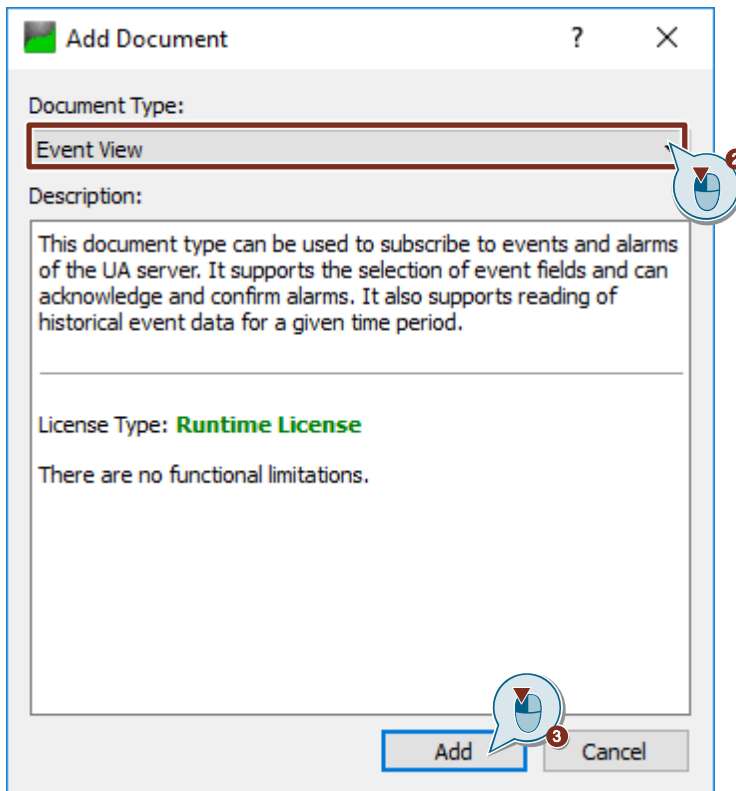 Add Document
?
Document Type:
Event View
2
Description:
This document type can be used to subscribe to events and alarms
of the UA server. It supports the selection of event fields and can
acknowledge and confirm alarms. It also supports reading of
historical event data for a given time period.
License Type: Runtime License
There are no functional limitations.
3
Add
Cancel